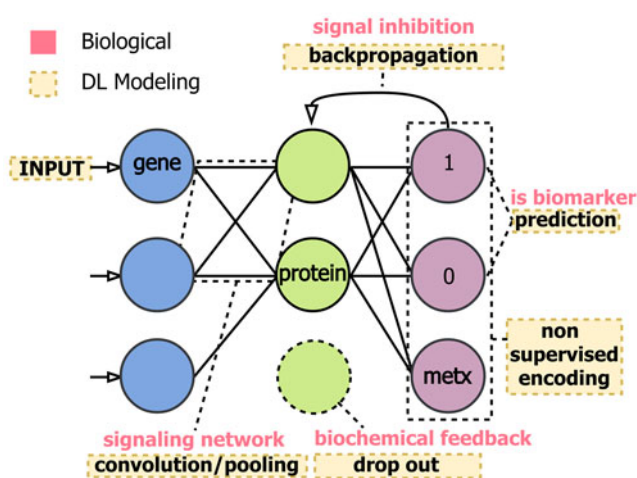 signal inhibition
Biological
backpropagation
DL Modeling
INPUT
gene
1
is biomarker
prediction
protein
0
non
supervised
encoding
metx
signaling network
biochemical feedback
convolution/pooling
drop out